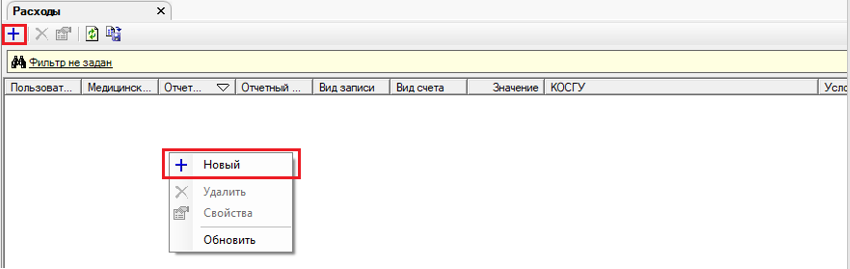 Расходы
Фильтр не задан
Пользоват... Медицинск... Отчет... Отчетный ... Вид записи Вид счета Значение КОСГУ Усло
Новый
Удалить
Свойства
Обновить